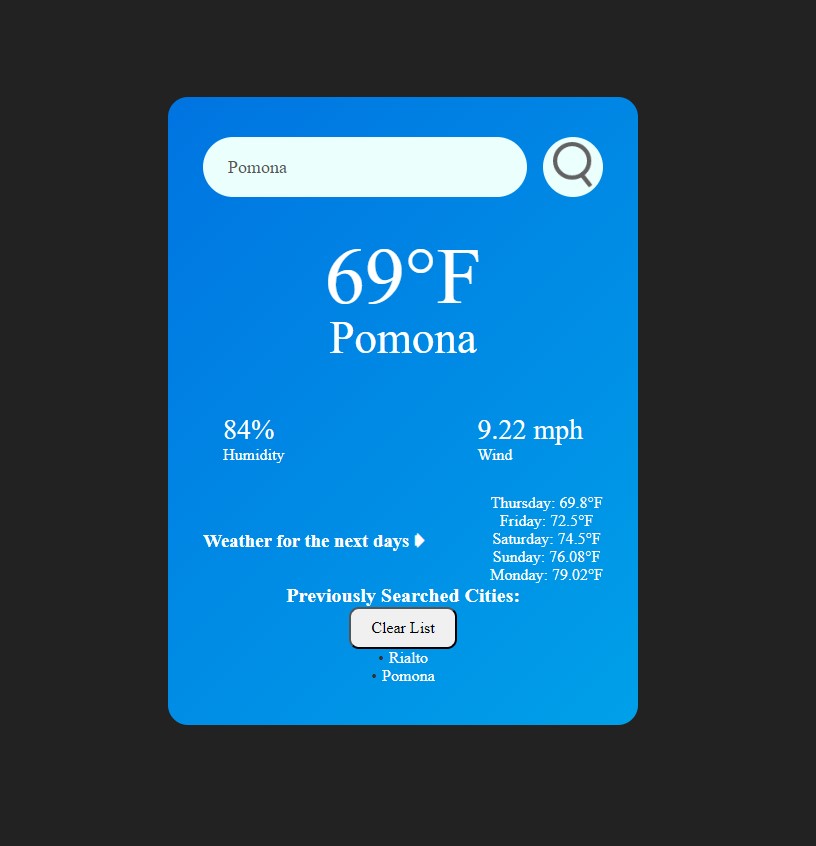 Pomona
69°F
Pomona
84%
Humidity
9.22 mph
Wind
Weather for the next days
Thursday: 69.8°F
Friday: 72.5°F
Saturday: 74.5°F
Sunday: 76.08°F
Monday: 79.02°F
Previously Searched Cities:
Clear List
• Rialto
• Pomona